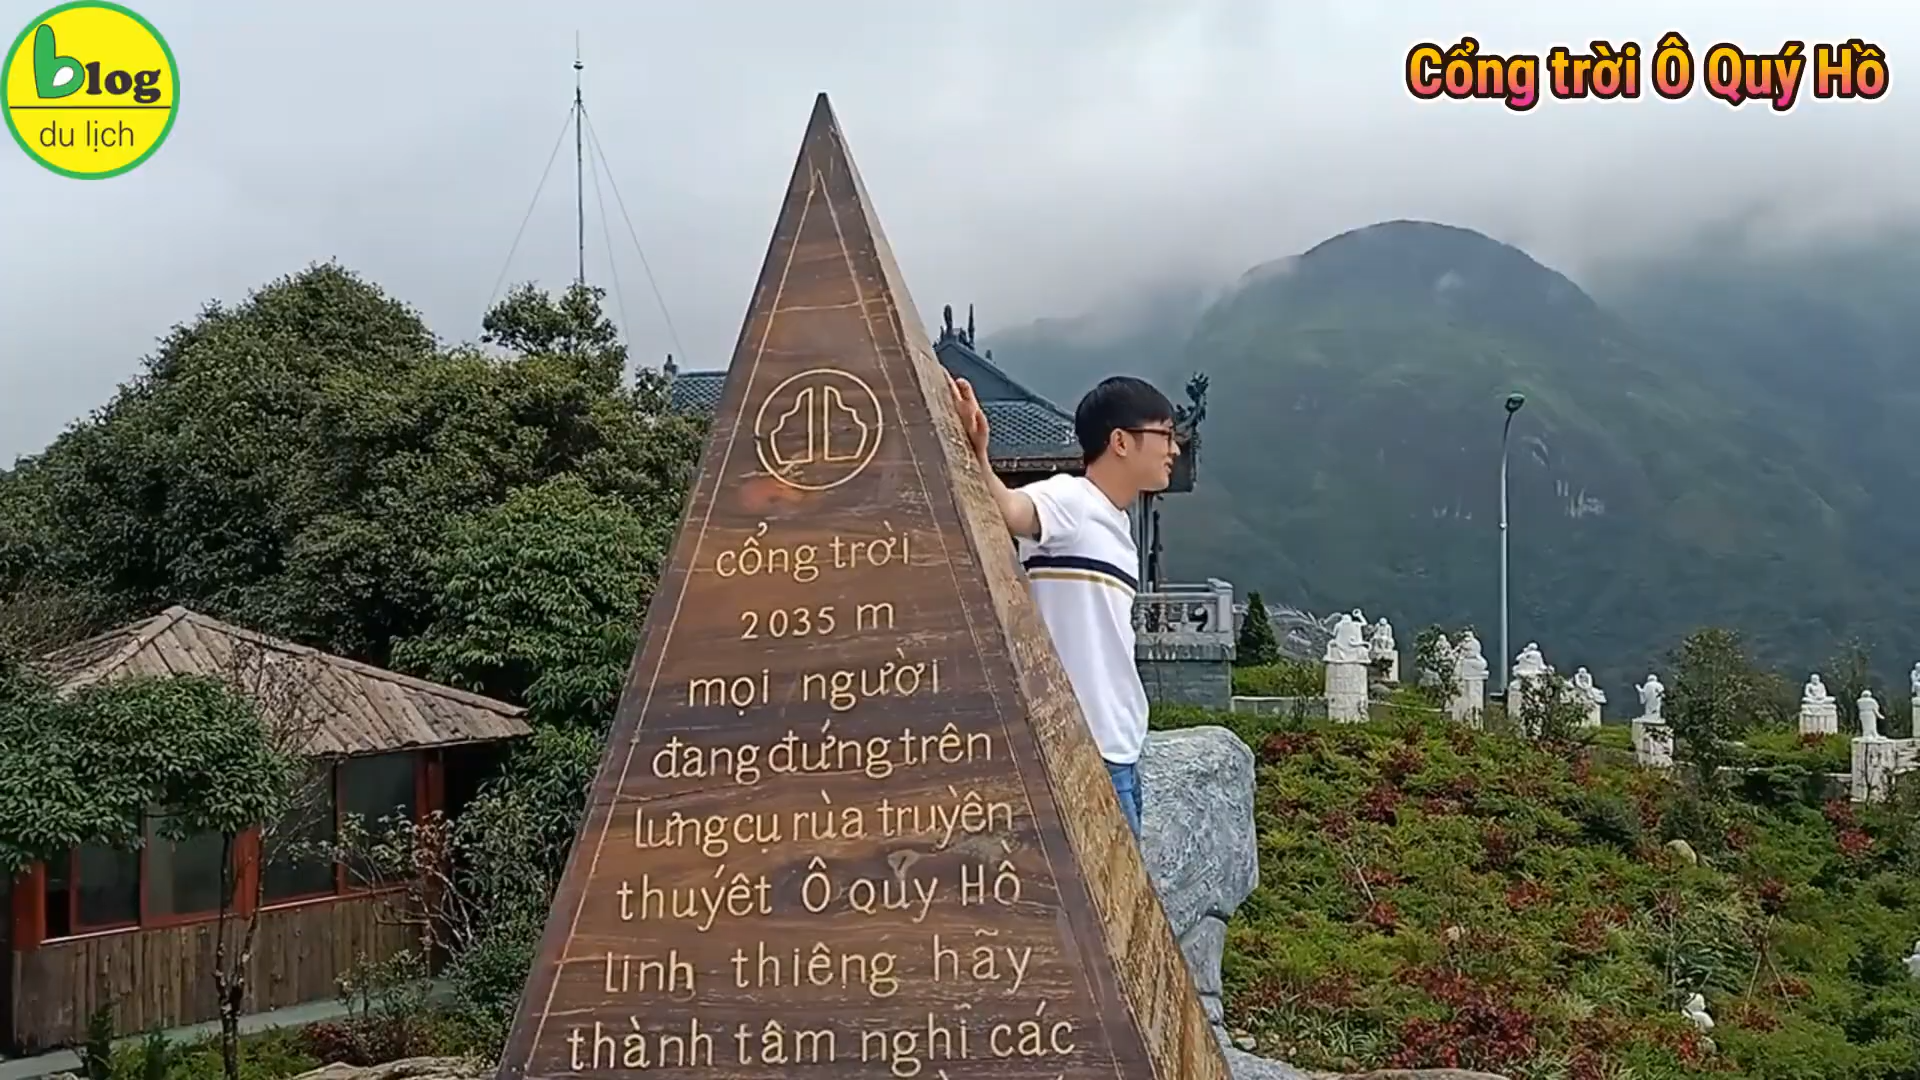 blog
du lịch
Cổng trời Ô Quý Hồ
cổng trời
2035 m
mọi người
đang đứng trên
lưng cụ rùa truyền
thuyết Ô quy Hồ
linh thiêng hãy
thành tâm nghỉ các